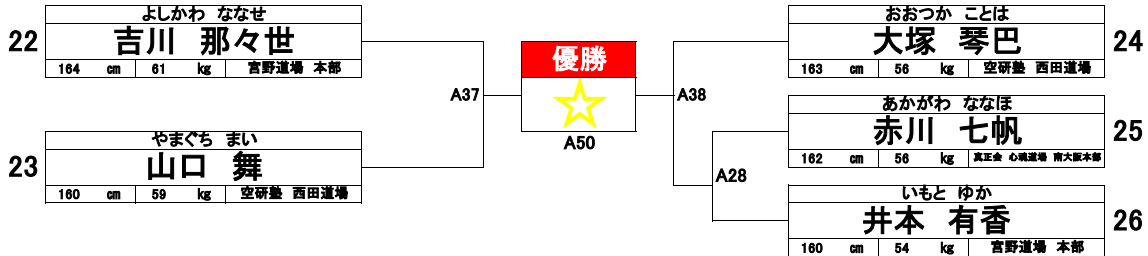 22
よしかわ ななせ
吉川 那々世
164 cm 61 kg 宮野道場 本部
23
やまぐち まい
山口 舞
160 cm 59 kg 空研塾 西田道場
A37
優勝
A50
A38
A28
おおつか ことは
大塚 琴巴
163 cm 56 kg 空研塾 西田道場
24
あかがわ ななほ
赤川 七帆
162 cm 56 kg 真正会 心魂道場 南大阪本部
25
いもと ゆか
井本 有香
160 cm 54 kg 宮野道場 本部
26